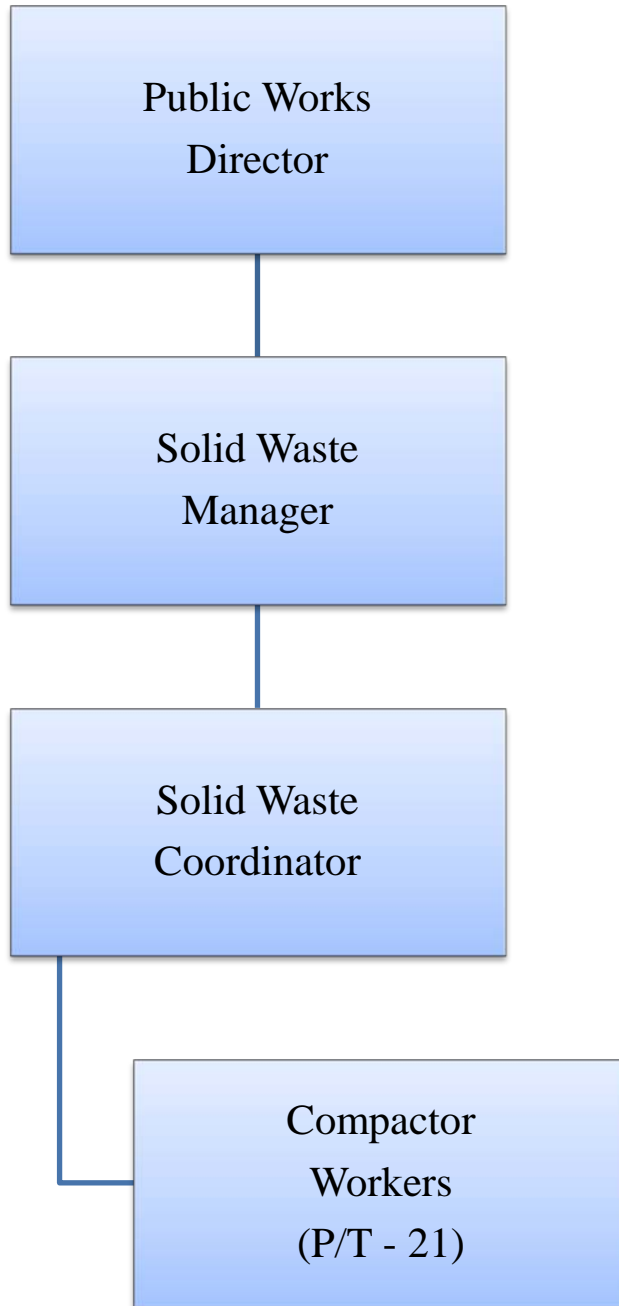 Public Works
Director
Solid Waste
Manager
Solid Waste
Coordinator
Compactor
Workers
(P/T - 21)